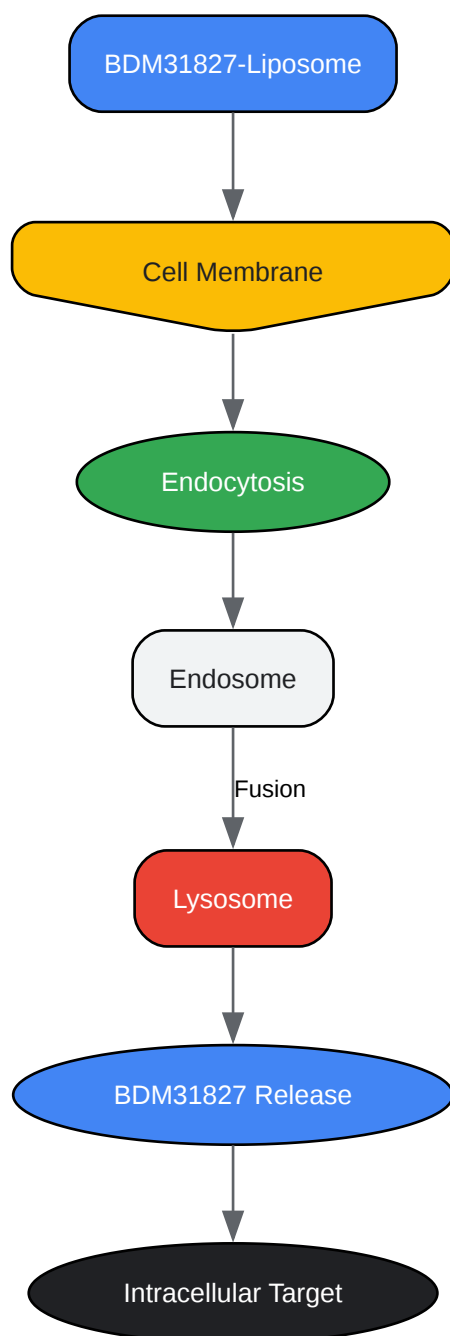 BDM31827-Liposome
Cell Membrane
Endocytosis
Endosome
Fusion
Lysosome
BDM31827 Release
Intracellular Target